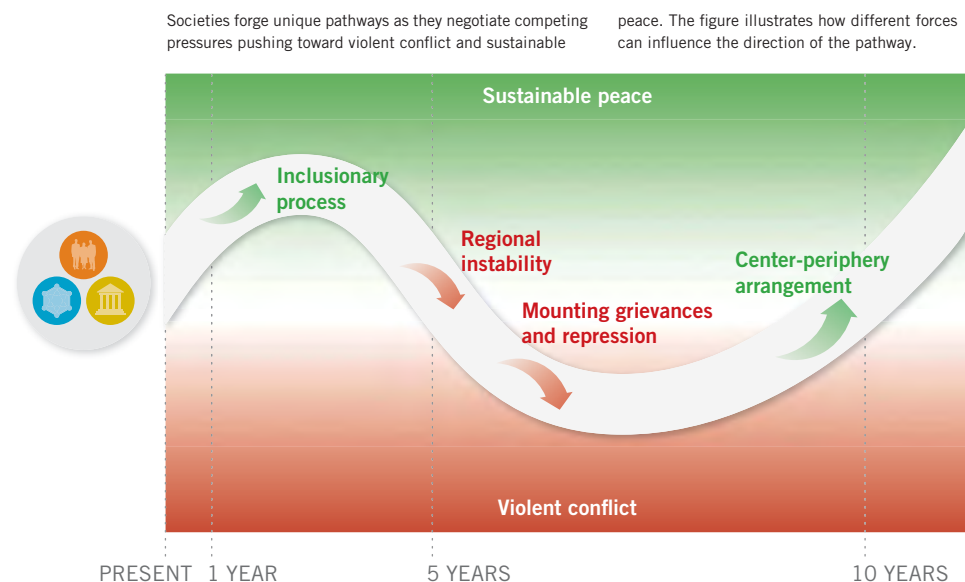 Societies forge unique pathways as they negotiate competing
pressures pushing toward violent conflict and sustainable
peace. The figure illustrates how different forces
can influence the direction of the pathway.
Sustainable peace
Inclusionary
process
Regional
instability
Mounting grievances
and repression
Center-periphery
arrangement
Violent conflict
PRESENT 1 YEAR 5 YEARS 10 YEARS